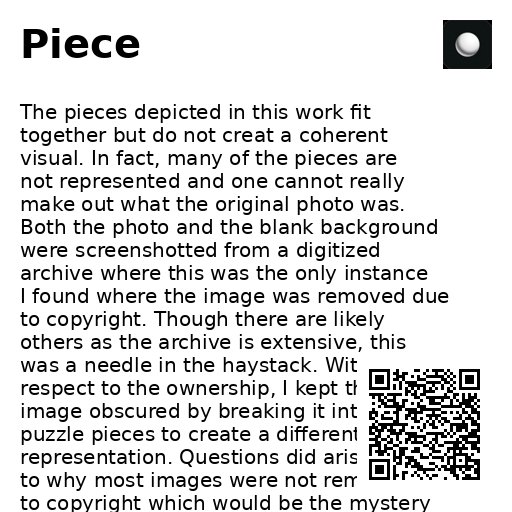 Piece
The pieces depicted in this work fit
together but do not creat a coherent
visual. In fact, many of the pieces are
not represented and one cannot really
make out what the original photo was.
Both the photo and the blank background
were screenshotted from a digitized
archive where this was the only instance
I found where the image was removed due
to copyright. Though there are likely
others as the archive is extensive, this
was a needle in the haystack. Wit
respect to the ownership, I kept th
image obscured by breaking it int
puzzle pieces to create a different
representation. Questions did aris
to why most images were not rem
to copyright which would be the mystery